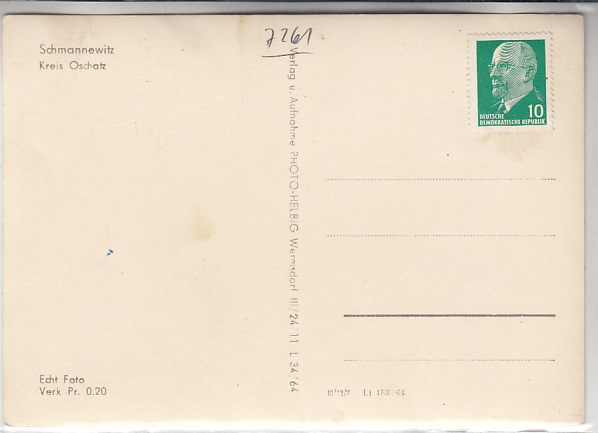 Schmannewitz
Kreis Oschatz
7261
Verlag u. Aufnahme PHOTO-HELBIG Wermsdorf III/24/11 L 34/64
10
DEUTSCHE
DEMOKRATISCHE REPUBLIK
Echt Foto
Verk.-Pr. 0.20